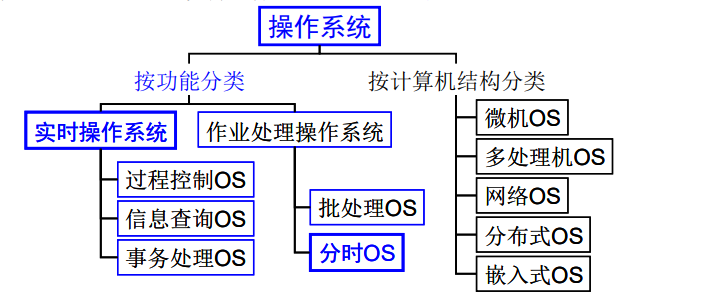 操作系统
按功能分类
按计算机结构分类
实时操作系统
作业处理操作系统
过程控制OS
信息查询OS
事务处理OS
批处理OS
分时OS
微机OS
多处理机OS
网络OS
分布式OS
嵌入式OS